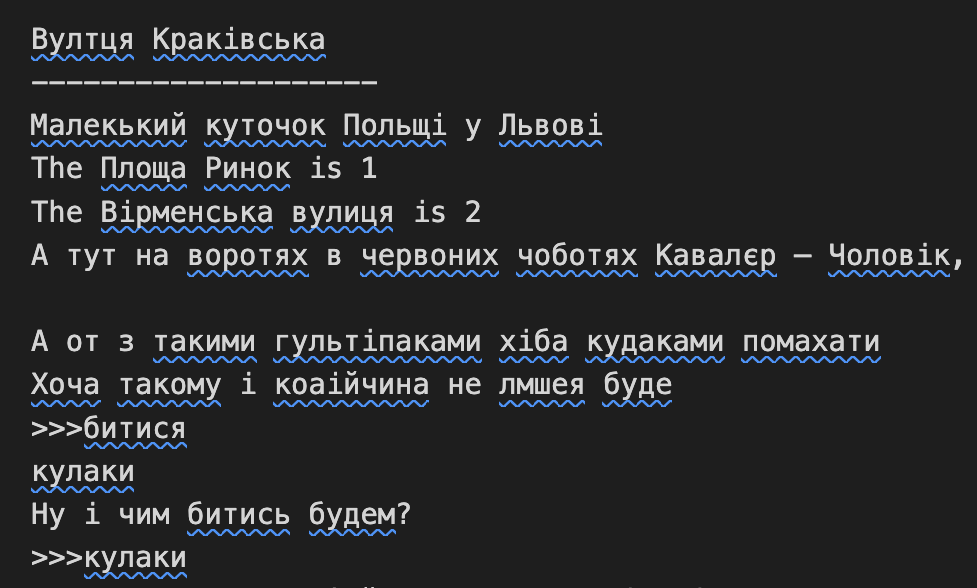 Вултця Краківська
--------------------
Малекький куточок Польщі у Львові
The Площа Ринок is 1
The Вірменська вулиця is 2
А тут на воротях в червоних чоботях Кавалєр – Чоловік,
А от з такими гультіпаками хіба кудаками помахати
Хоча такому і коаійчина не лмшея буде
>>>битися
кулаки
Ну і чим битись будем?
>>>кулаки